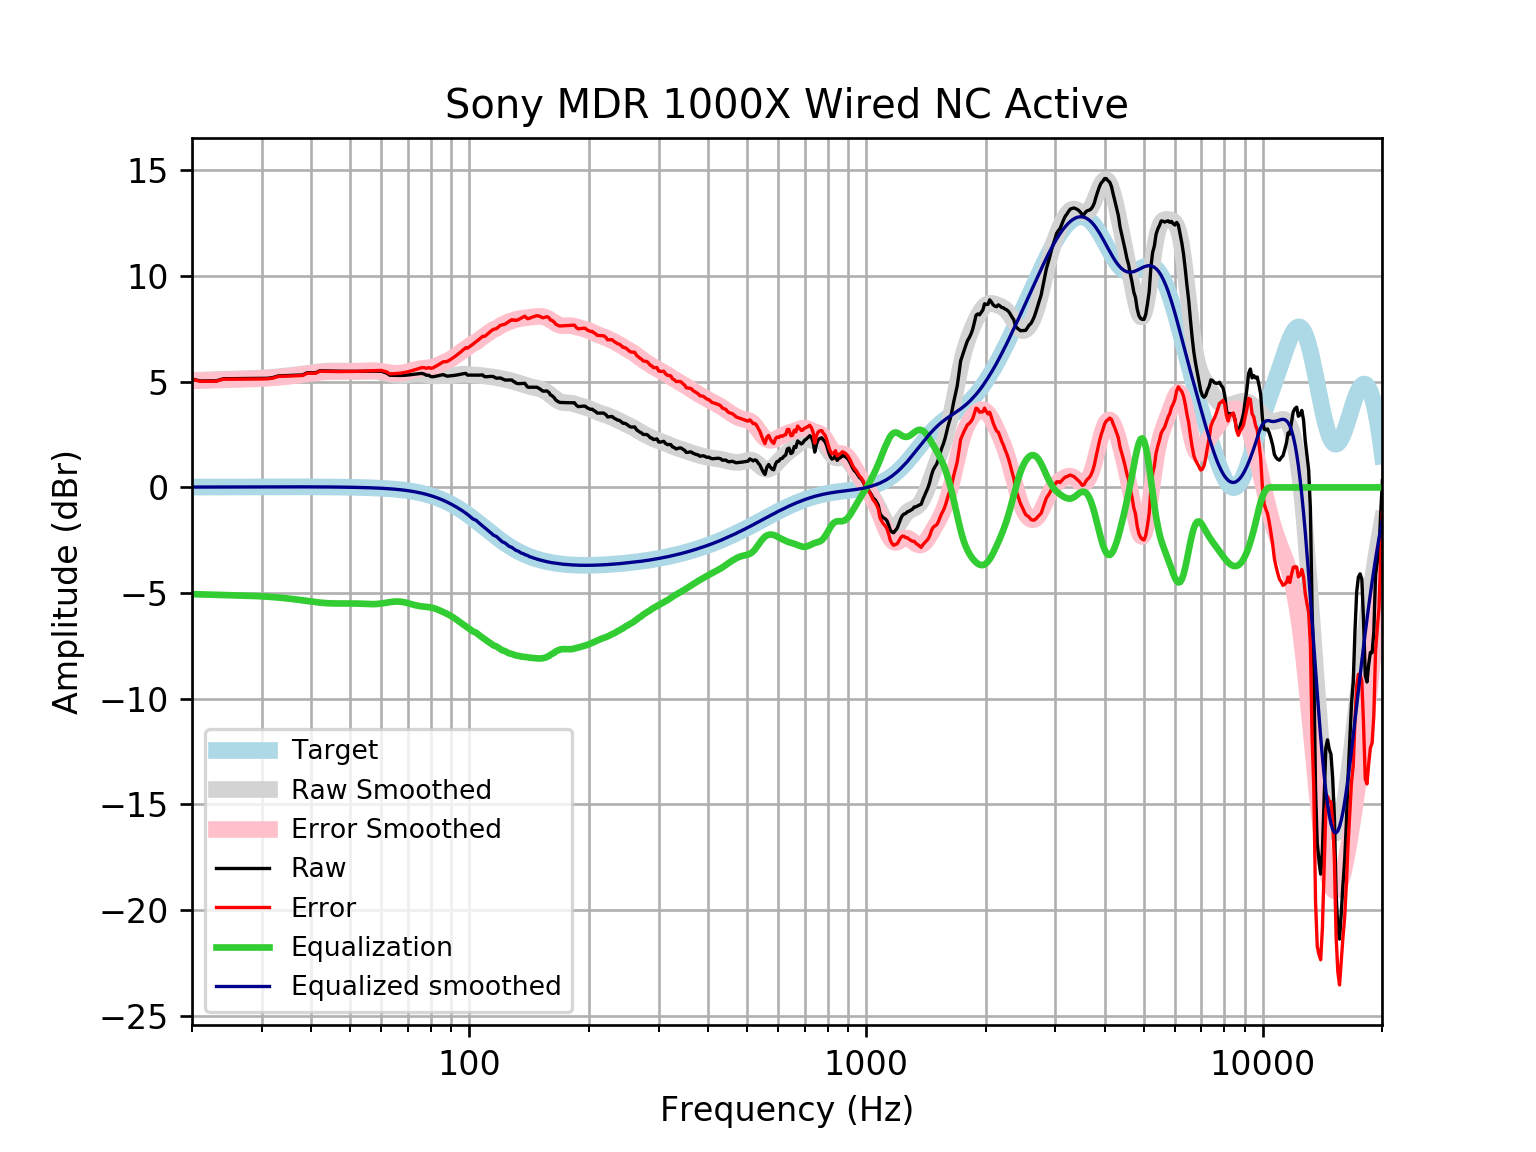 Sony MDR 1000X Wired NC Active
15
10
5
0
−5
−10
−15
−20
−25
Amplitude (dBr)
Target
Raw Smoothed
Error Smoothed
Raw
Error
Equalization
Equalized smoothed
100 1000 10000
Frequency (Hz)